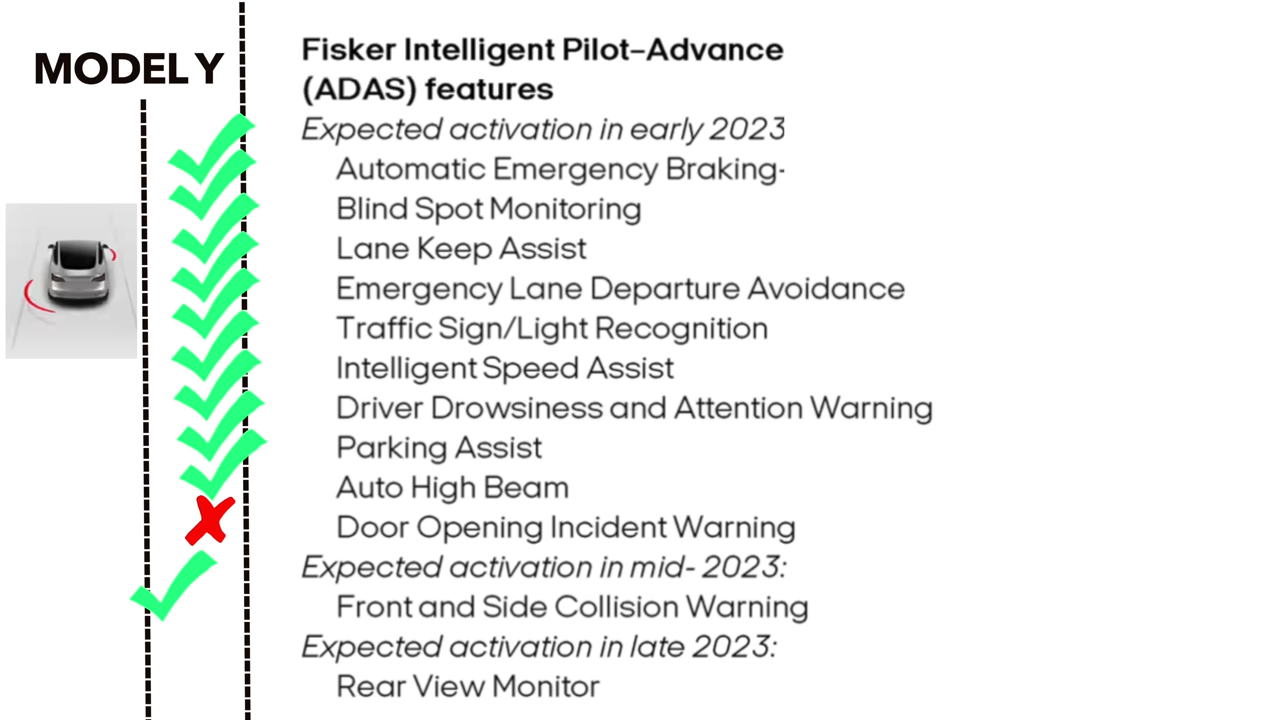 MODEL Y
Fisker Intelligent Pilot–Advance
(ADAS) features
Expected activation in early 2023
Automatic Emergency Braking-
Blind Spot Monitoring
Lane Keep Assist
Emergency Lane Departure Avoidance
Traffic Sign/Light Recognition
Intelligent Speed Assist
Driver Drowsiness and Attention Warning
Parking Assist
Auto High Beam
Door Opening Incident Warning
Expected activation in mid- 2023:
Front and Side Collision Warning
Expected activation in late 2023:
Rear View Monitor